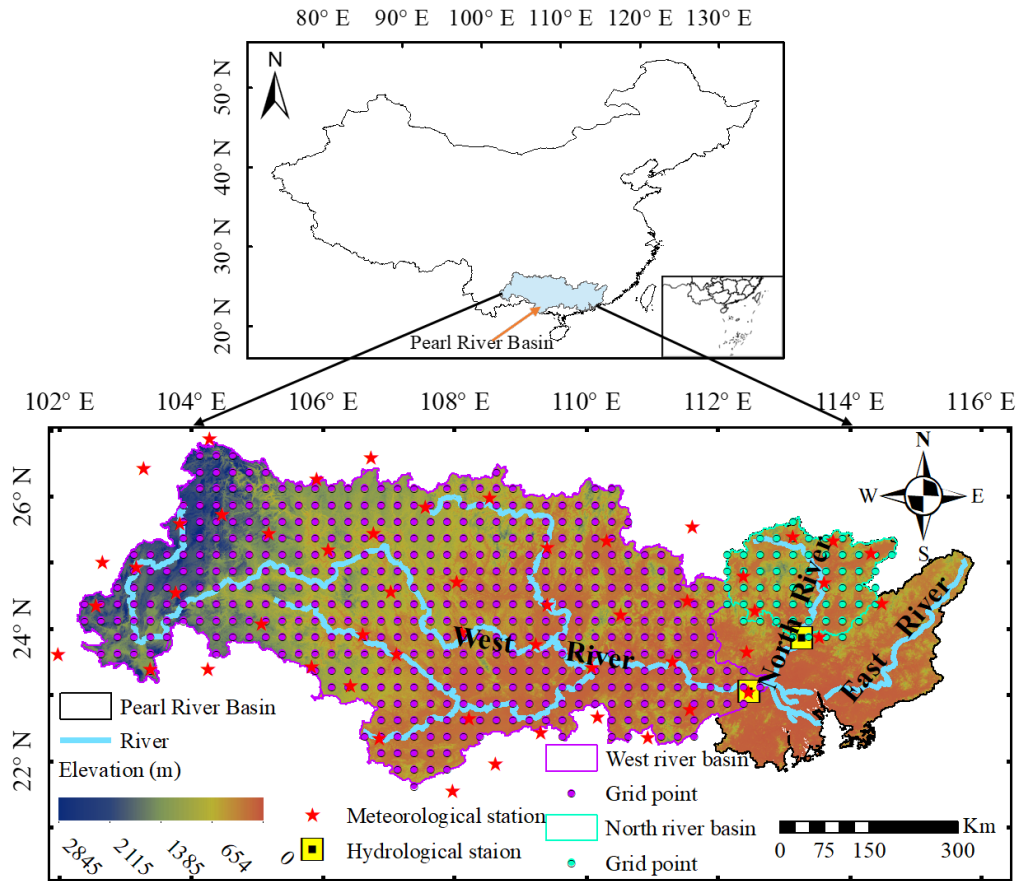 80° E 90° E 100° E 110° E 120° E 130° E
N
50° N
40° N
30° N
20° N
Pearl River Basin
102° E 104° E 106° E 108° E 110° E 112° E 114° E 116° E
26° N
24° N
22° N
N
W E
S
West River
North River
East River
Pearl River Basin
River
Elevation (m)
2845 2115 1385 654 0
Meteorological station
Hydrological staion
West river basin
Grid point
North river basin
Grid point
Km
0 75 150 300